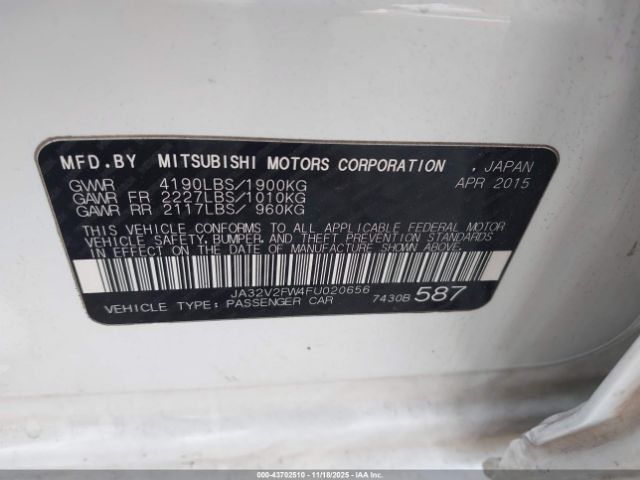 MFD.BY MITSUBISHI MOTORS CORPORATION . JAPAN
APR 2015
GVWR 4190LBS/1900KG
GAWR FR 2227LBS/1010KG
GAWR RR 2117LBS/ 960KG
THIS VEHICLE CONFORMS TO ALL APPLICABLE FEDERAL MOTOR
VEHICLE SAFETY, BUMPER, AND THEFT PREVENTION STANDARDS
IN EFFECT ON THE DATE OF MANUFACTURE SHOWN ABOVE.
JA32V2FW4FU020656
VEHICLE TYPE: PASSENGER CAR 7430B 587
000-43702510 - 11/18/2025 - IAAI.COM